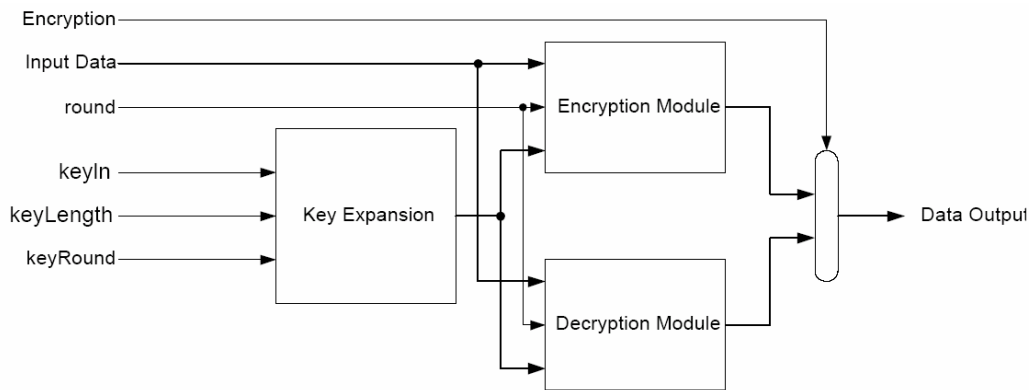 Encryption
Input Data
round
keyIn
keyLength
keyRound
Key Expansion
Encryption Module
Decryption Module
Data Output